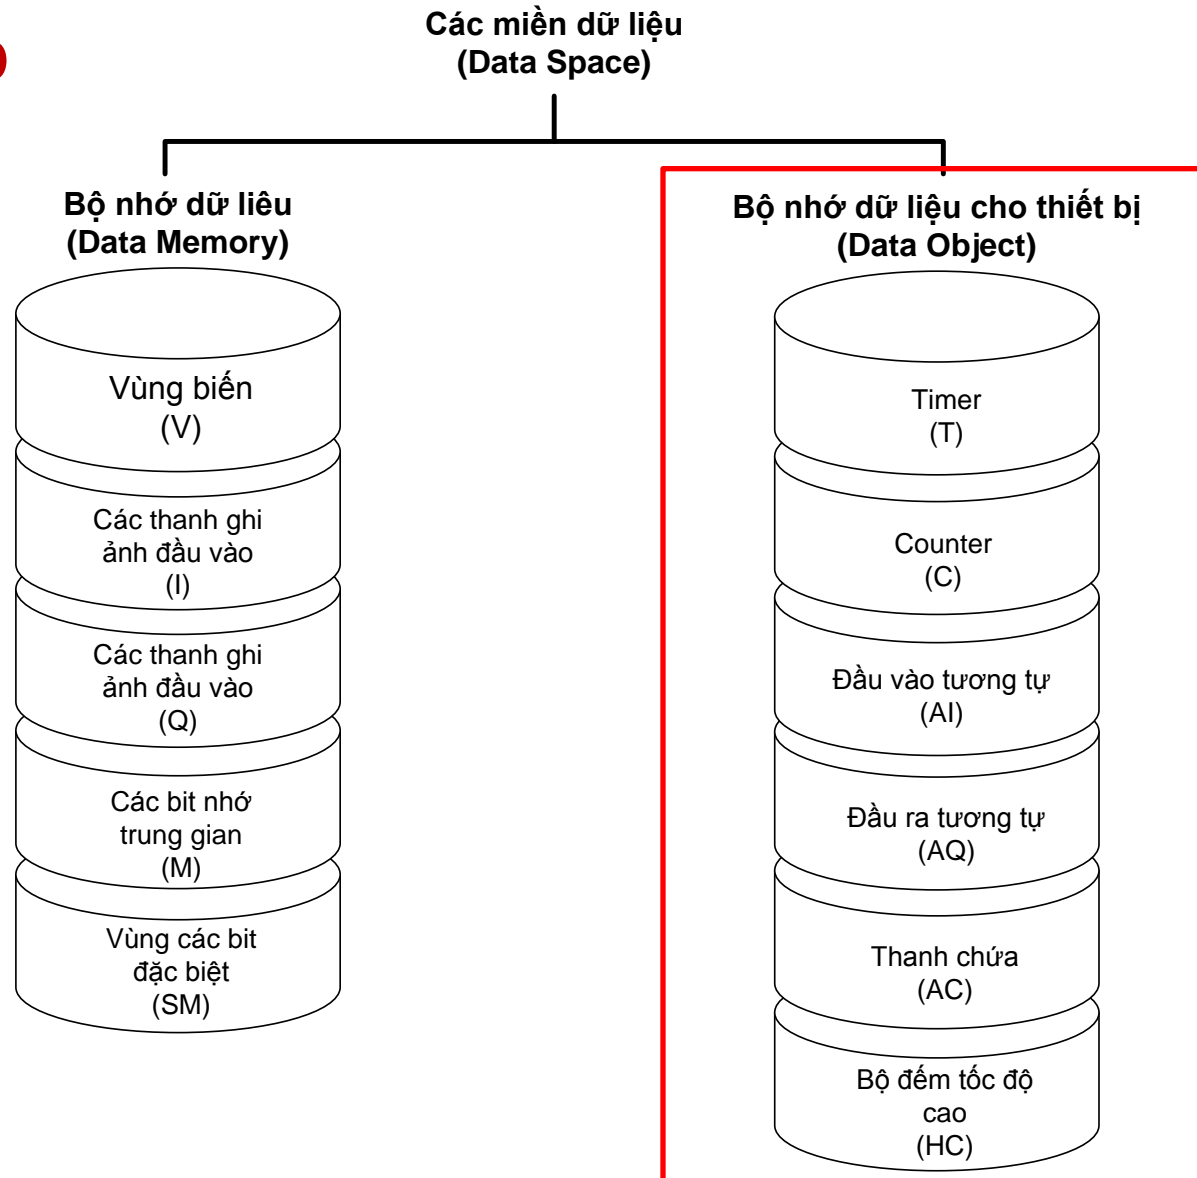 Các miền dữ liệu
(Data Space)
Bộ nhớ dữ liêu
(Data Memory)
Vùng biến
(V)
Các thanh ghi
ảnh đầu vào
(I)
Các thanh ghi
ảnh đầu vào
(Q)
Các bit nhớ
trung gian
(M)
Vùng các bit
đặc biệt
(SM)
Bộ nhớ dữ liệu cho thiết bị
(Data Object)
Timer
(T)
Counter
(C)
Đầu vào tương tự
(AI)
Đầu ra tương tự
(AQ)
Thanh chứa
(AC)
Bộ đếm tốc độ
cao
(HC)